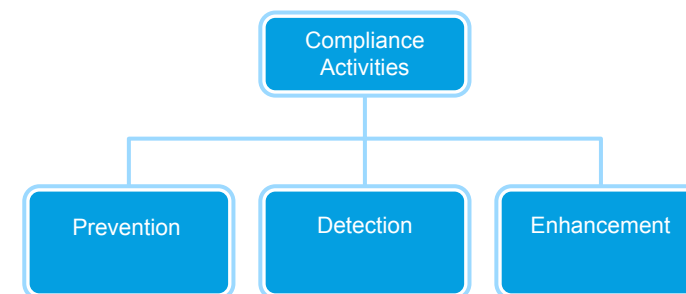 Compliance
Activities
Prevention
Detection
Enhancement